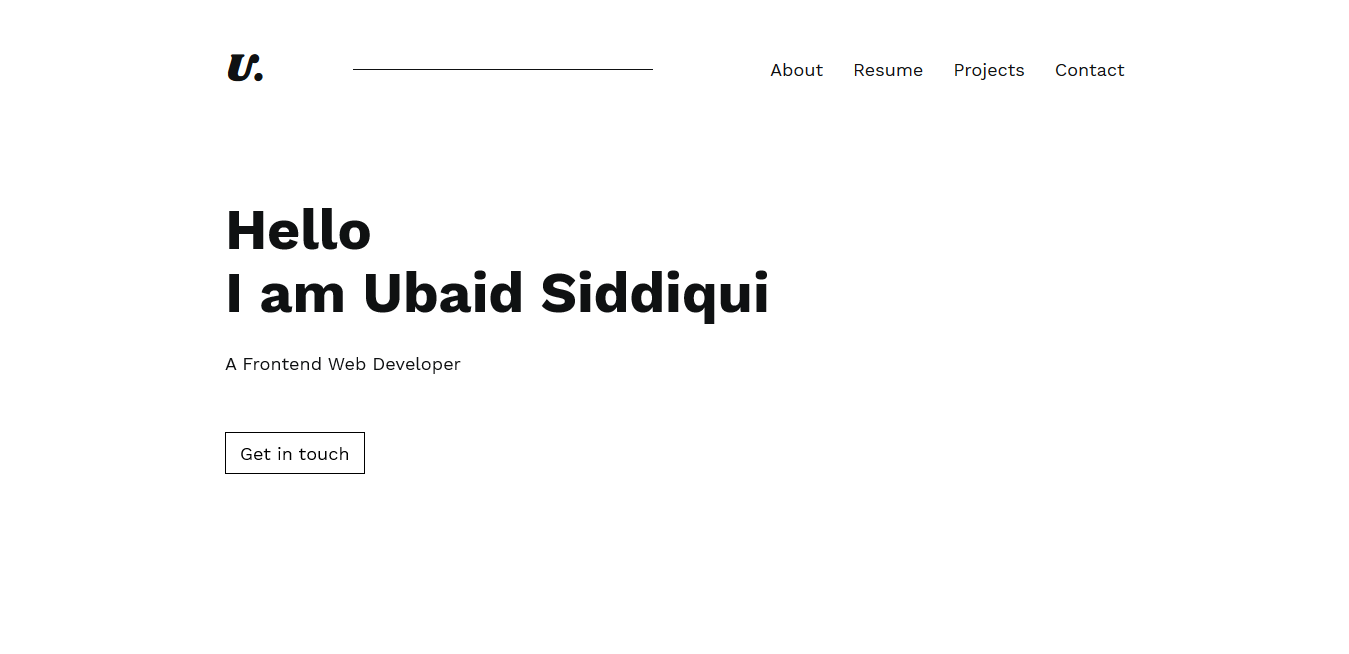 U.
About Resume Projects Contact
Hello
I am Ubaid Siddiqui
A Frontend Web Developer
Get in touch